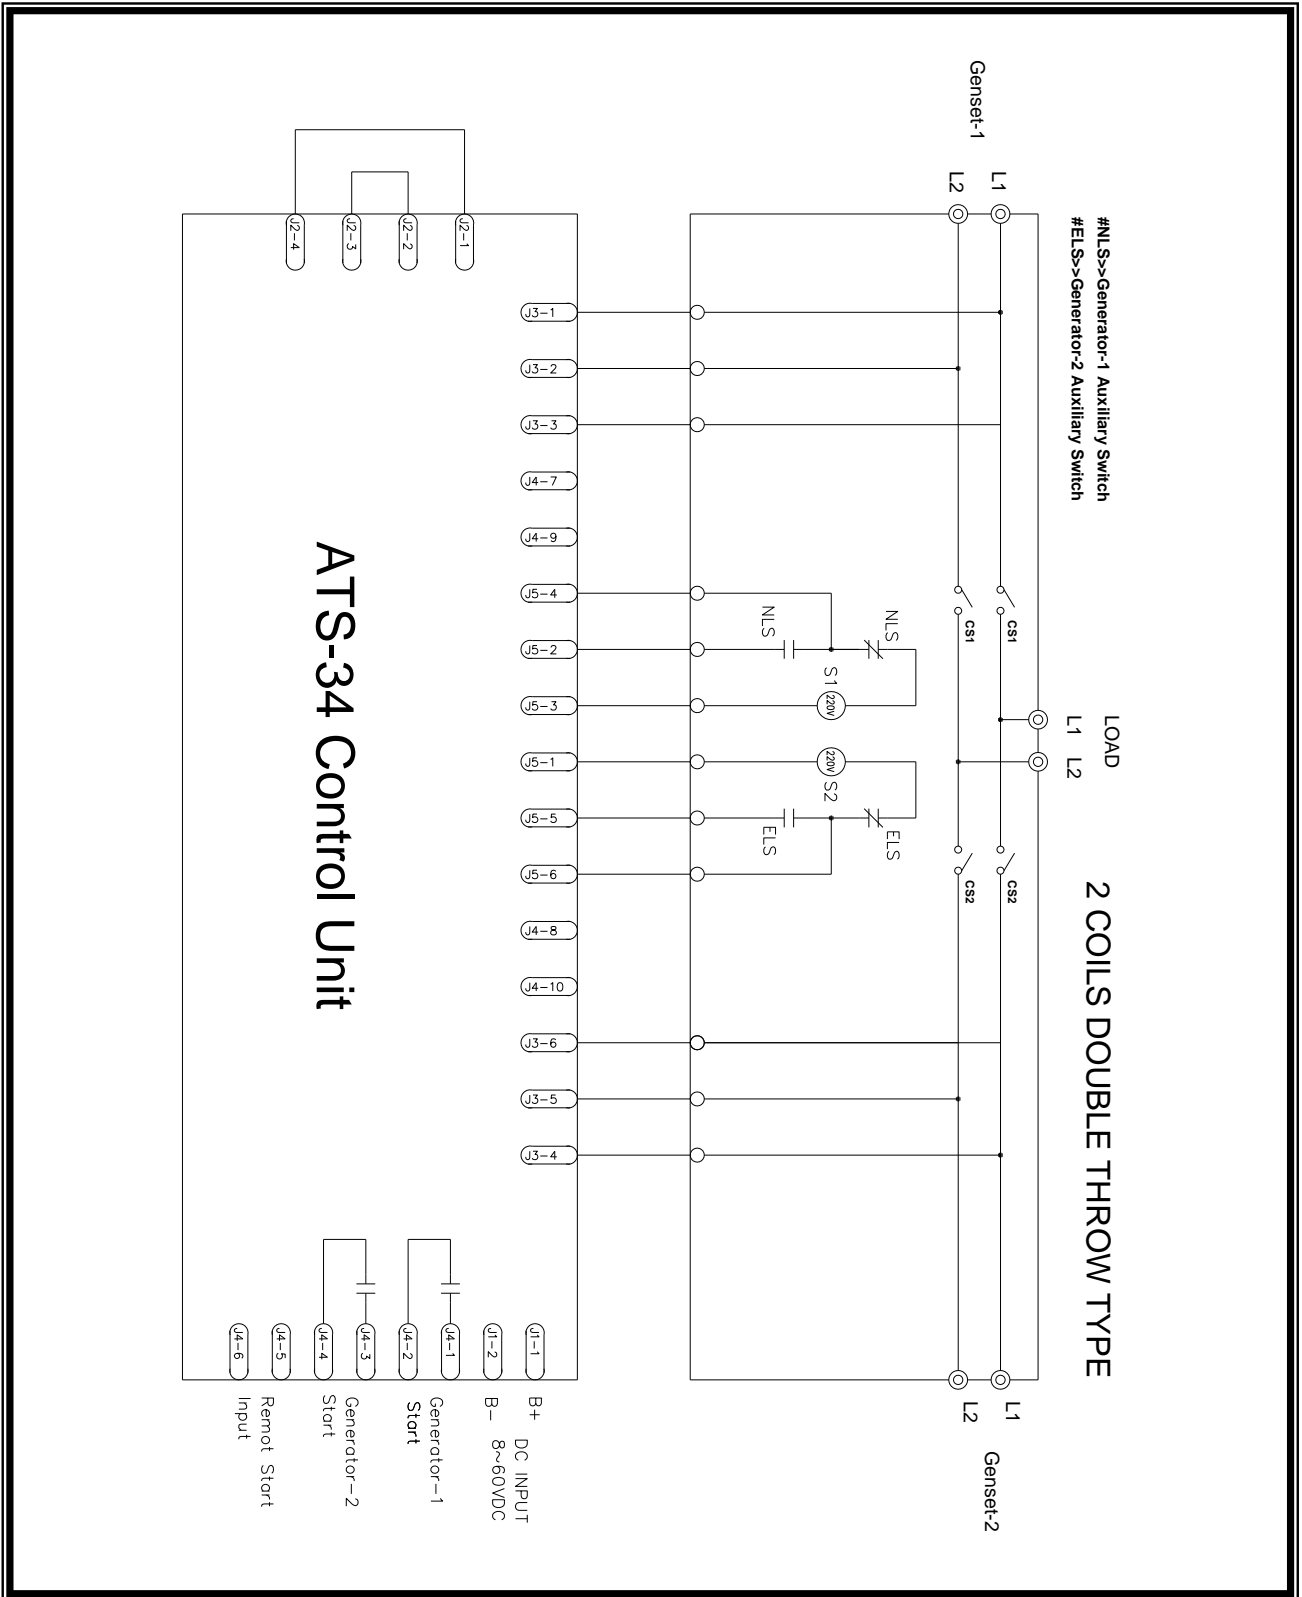 2 COILS DOUBLE THROW TYPE
#NLS>>Generator-1 Auxiliary Switch
#ELS>>Generator-2 Auxiliary Switch
LOAD
L1 L2
Genset-1
L1
L2
L1
L2
Genset-2
CS1
CS1
CS2
CS2
NLS
NLS
S1
220V
220V
S2
ELS
ELS
J3-1
J3-2
J3-3
J4-7
J4-9
J5-4
J5-2
J5-3
J5-1
J5-5
J5-6
J4-8
J4-10
J3-6
J3-5
J3-4
J2-1
J2-2
J2-3
J2-4
ATS-34 Control Unit
J1-1
B+
J1-2
B-
DC INPUT
8~60VDC
J4-1
J4-2
Generator-1
Start
J4-3
J4-4
Generator-2
Start
J4-5
J4-6
Remot Start
Input